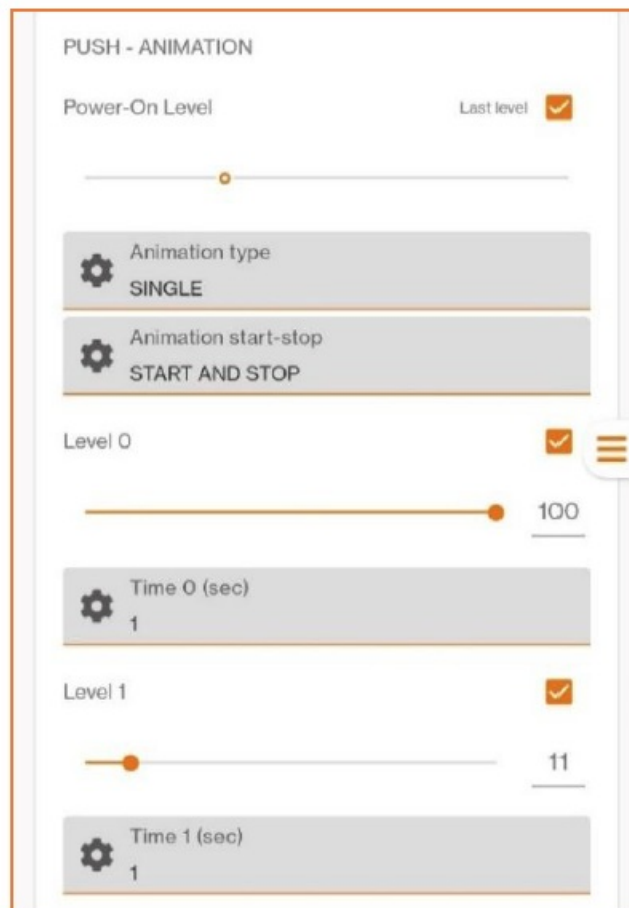 PUSH - ANIMATION
Power-On Level Last level
Animation type
SINGLE
Animation start-stop
START AND STOP
Level 0
100
Time 0 (sec)
1
Level 1
11
Time 1 (sec)
1